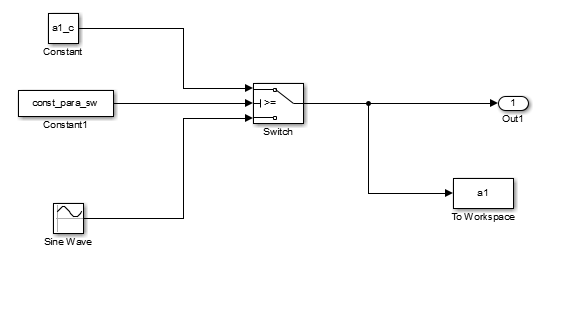 a1_c
Constant
const_para_sw
Constant1
>=
Switch
1
Out1
a1
To Workspace
Sine Wave